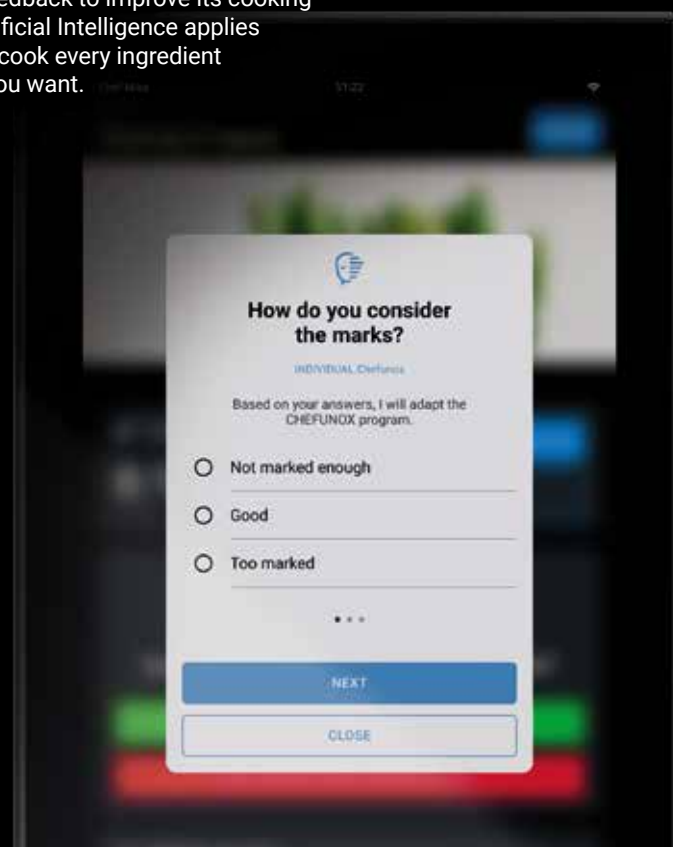 edback to improve its cooking
ficial Intelligence applies
cook every ingredient
ou want.
51:22
How do you consider
the marks?
INDIVIDUAL Chefunox
Based on your answers, I will adapt the
CHEFUNOX program.
Not marked enough
Good
Too marked
NEXT
CLOSE